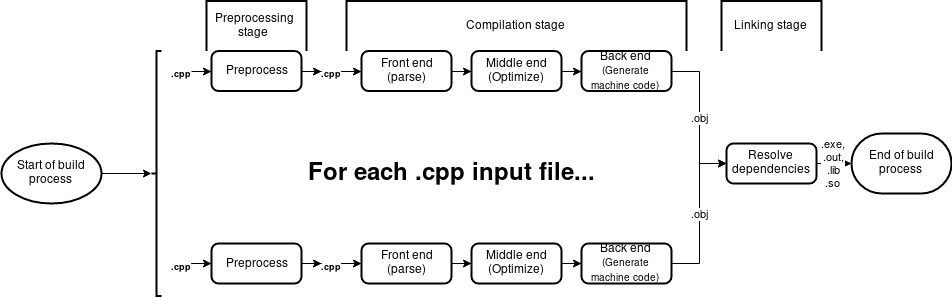 Preprocessing
stage
Compilation stage
Linking stage
.cpp
Preprocess
.cpp
Front end
(parse)
Middle end
(Optimize)
Back end
(Generate
machine code)
.obj
Start of build
process
For each .cpp input file...
Resolve
dependencies
.exe,
.out,
.lib
.so
End of build
process
.obj
.cpp
Preprocess
.cpp
Front end
(parse)
Middle end
(Optimize)
Back end
(Generate
machine code)